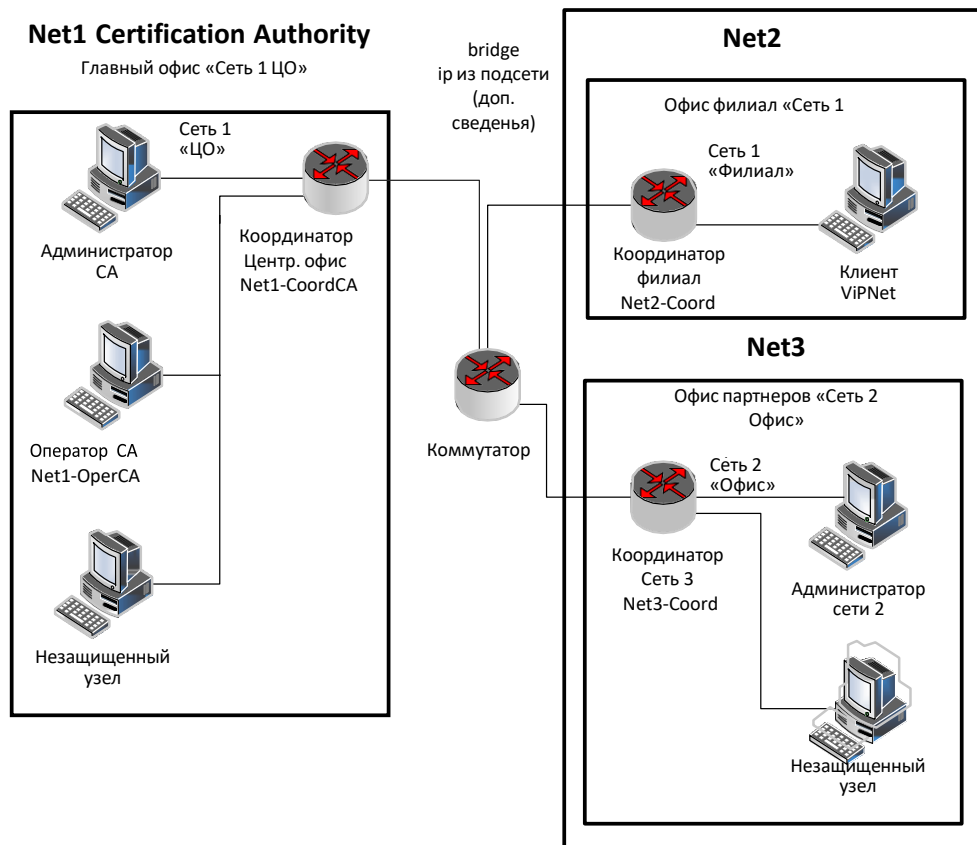 Net1 Certification Authority
Главный офис «Сеть 1 ЦО»
Сеть 1
«ЦО»
Администратор
CA
Координатор
Центр. офис
Net1-CoordCA
Оператор CA
Net1-OperCA
Незащищенный
узел
bridge
ip из подсети
(доп.
сведенья)
Коммутатор
Net2
Офис филиал «Сеть 1
Сеть 1
«Филиал»
Координатор
филиал
Net2-Coord
Клиент
ViPNet
Net3
Офис партнеров «Сеть 2
Офис»
Сеть 2
«Офис»
Координатор
Сеть 3
Net3-Coord
Администратор
сети 2
Незащищенный
узел